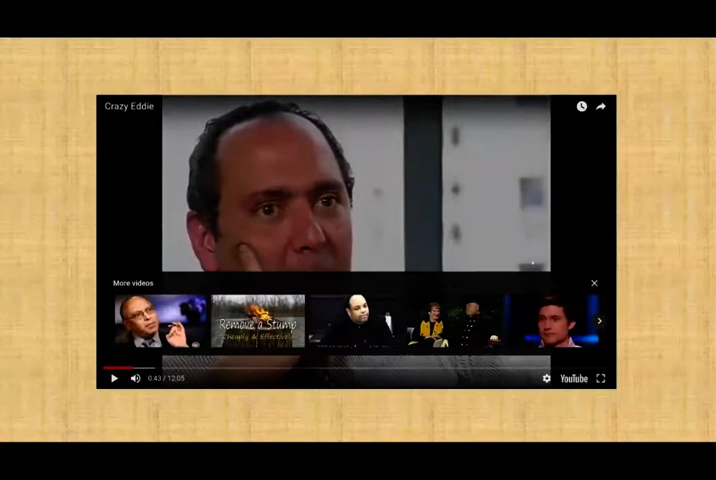 Crazy Eddie
More videos
Remove a Stump
Cheaply & Effectively
0:43 / 12:05
YouTube